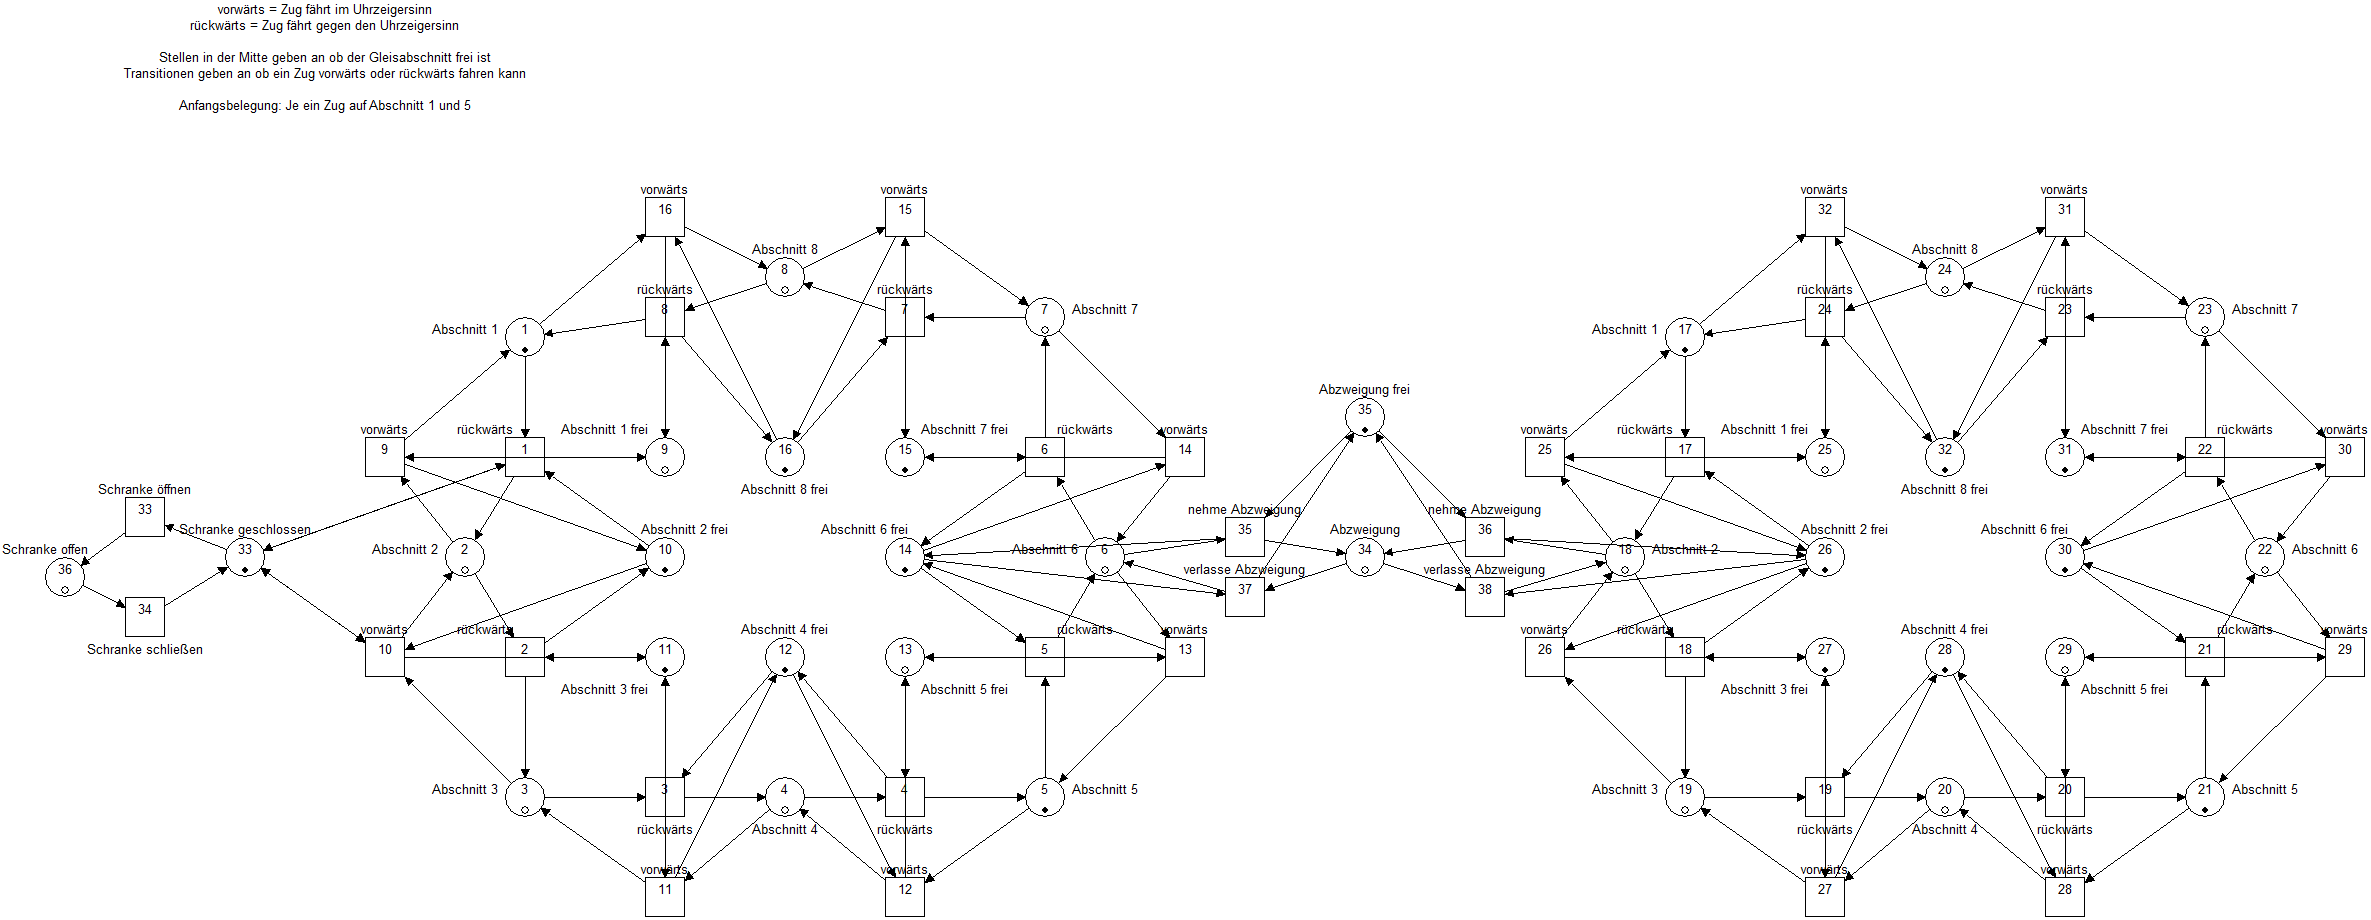 vorwärts = Zug fährt im Uhrzeigersinn
rückwärts = Zug fährt gegen den Uhrzeigersinn
Stellen in der Mitte geben an ob der Gleisabschnitt frei ist
Transitionen geben an ob ein Zug vorwärts oder rückwärts fahren kann
Anfangsbelegung: Je ein Zug auf Abschnitt 1 und 5
vorwärts vorwärts vorwärts vorwärts
16 15 32 31
Abschnitt 8 Abschnitt 8
8 24
rückwärts rückwärts rückwärts rückwärts
8 7 24 23
Abschnitt 7 Abschnitt 7
7 23
Abschnitt 1 Abschnitt 1
1 17
Abzweigung frei
35
vorwärts rückwärts Abschnitt 1 frei Abschnitt 7 frei rückwärts vorwärts vorwärts rückwärts Abschnitt 1 frei Abschnitt 7 frei rückwärts vorwärts
9 1 9 16 15 6 14 25 17 25 32 31 22 30
Schranke öffnen Abschnitt 8 frei Abschnitt 8 frei
33
nehme Abzweigung nehme Abzweigung
Schranke geschlossen Abschnitt 2 frei Abschnitt 6 frei 35 Abzweigung 36 Abschnitt 2 frei Abschnitt 6 frei
Schranke offen 33 Abschnitt 2 2 10 14 Abschnitt 6 6 34 18 Abschnitt 2 26 30 22 Abschnitt 6
36 verlasse Abzweigung verlasse Abzweigung
37 38
34
vorwärts rückwärts Abschnitt 4 frei rückwärts vorwärts vorwärts rückwärts Abschnitt 4 frei rückwärts vorwärts
Schranke schließen 10 2 11 12 13 5 13 26 18 27 28 29 21 29
Abschnitt 3 frei Abschnitt 5 frei Abschnitt 3 frei Abschnitt 5 frei
Abschnitt 3 3 3 4 4 5 Abschnitt 5 Abschnitt 3 19 19 20 20 21 Abschnitt 5
rückwärts Abschnitt 4 rückwärts rückwärts Abschnitt 4 rückwärts
vorwärts vorwärts vorwärts vorwärts
11 12 27 28